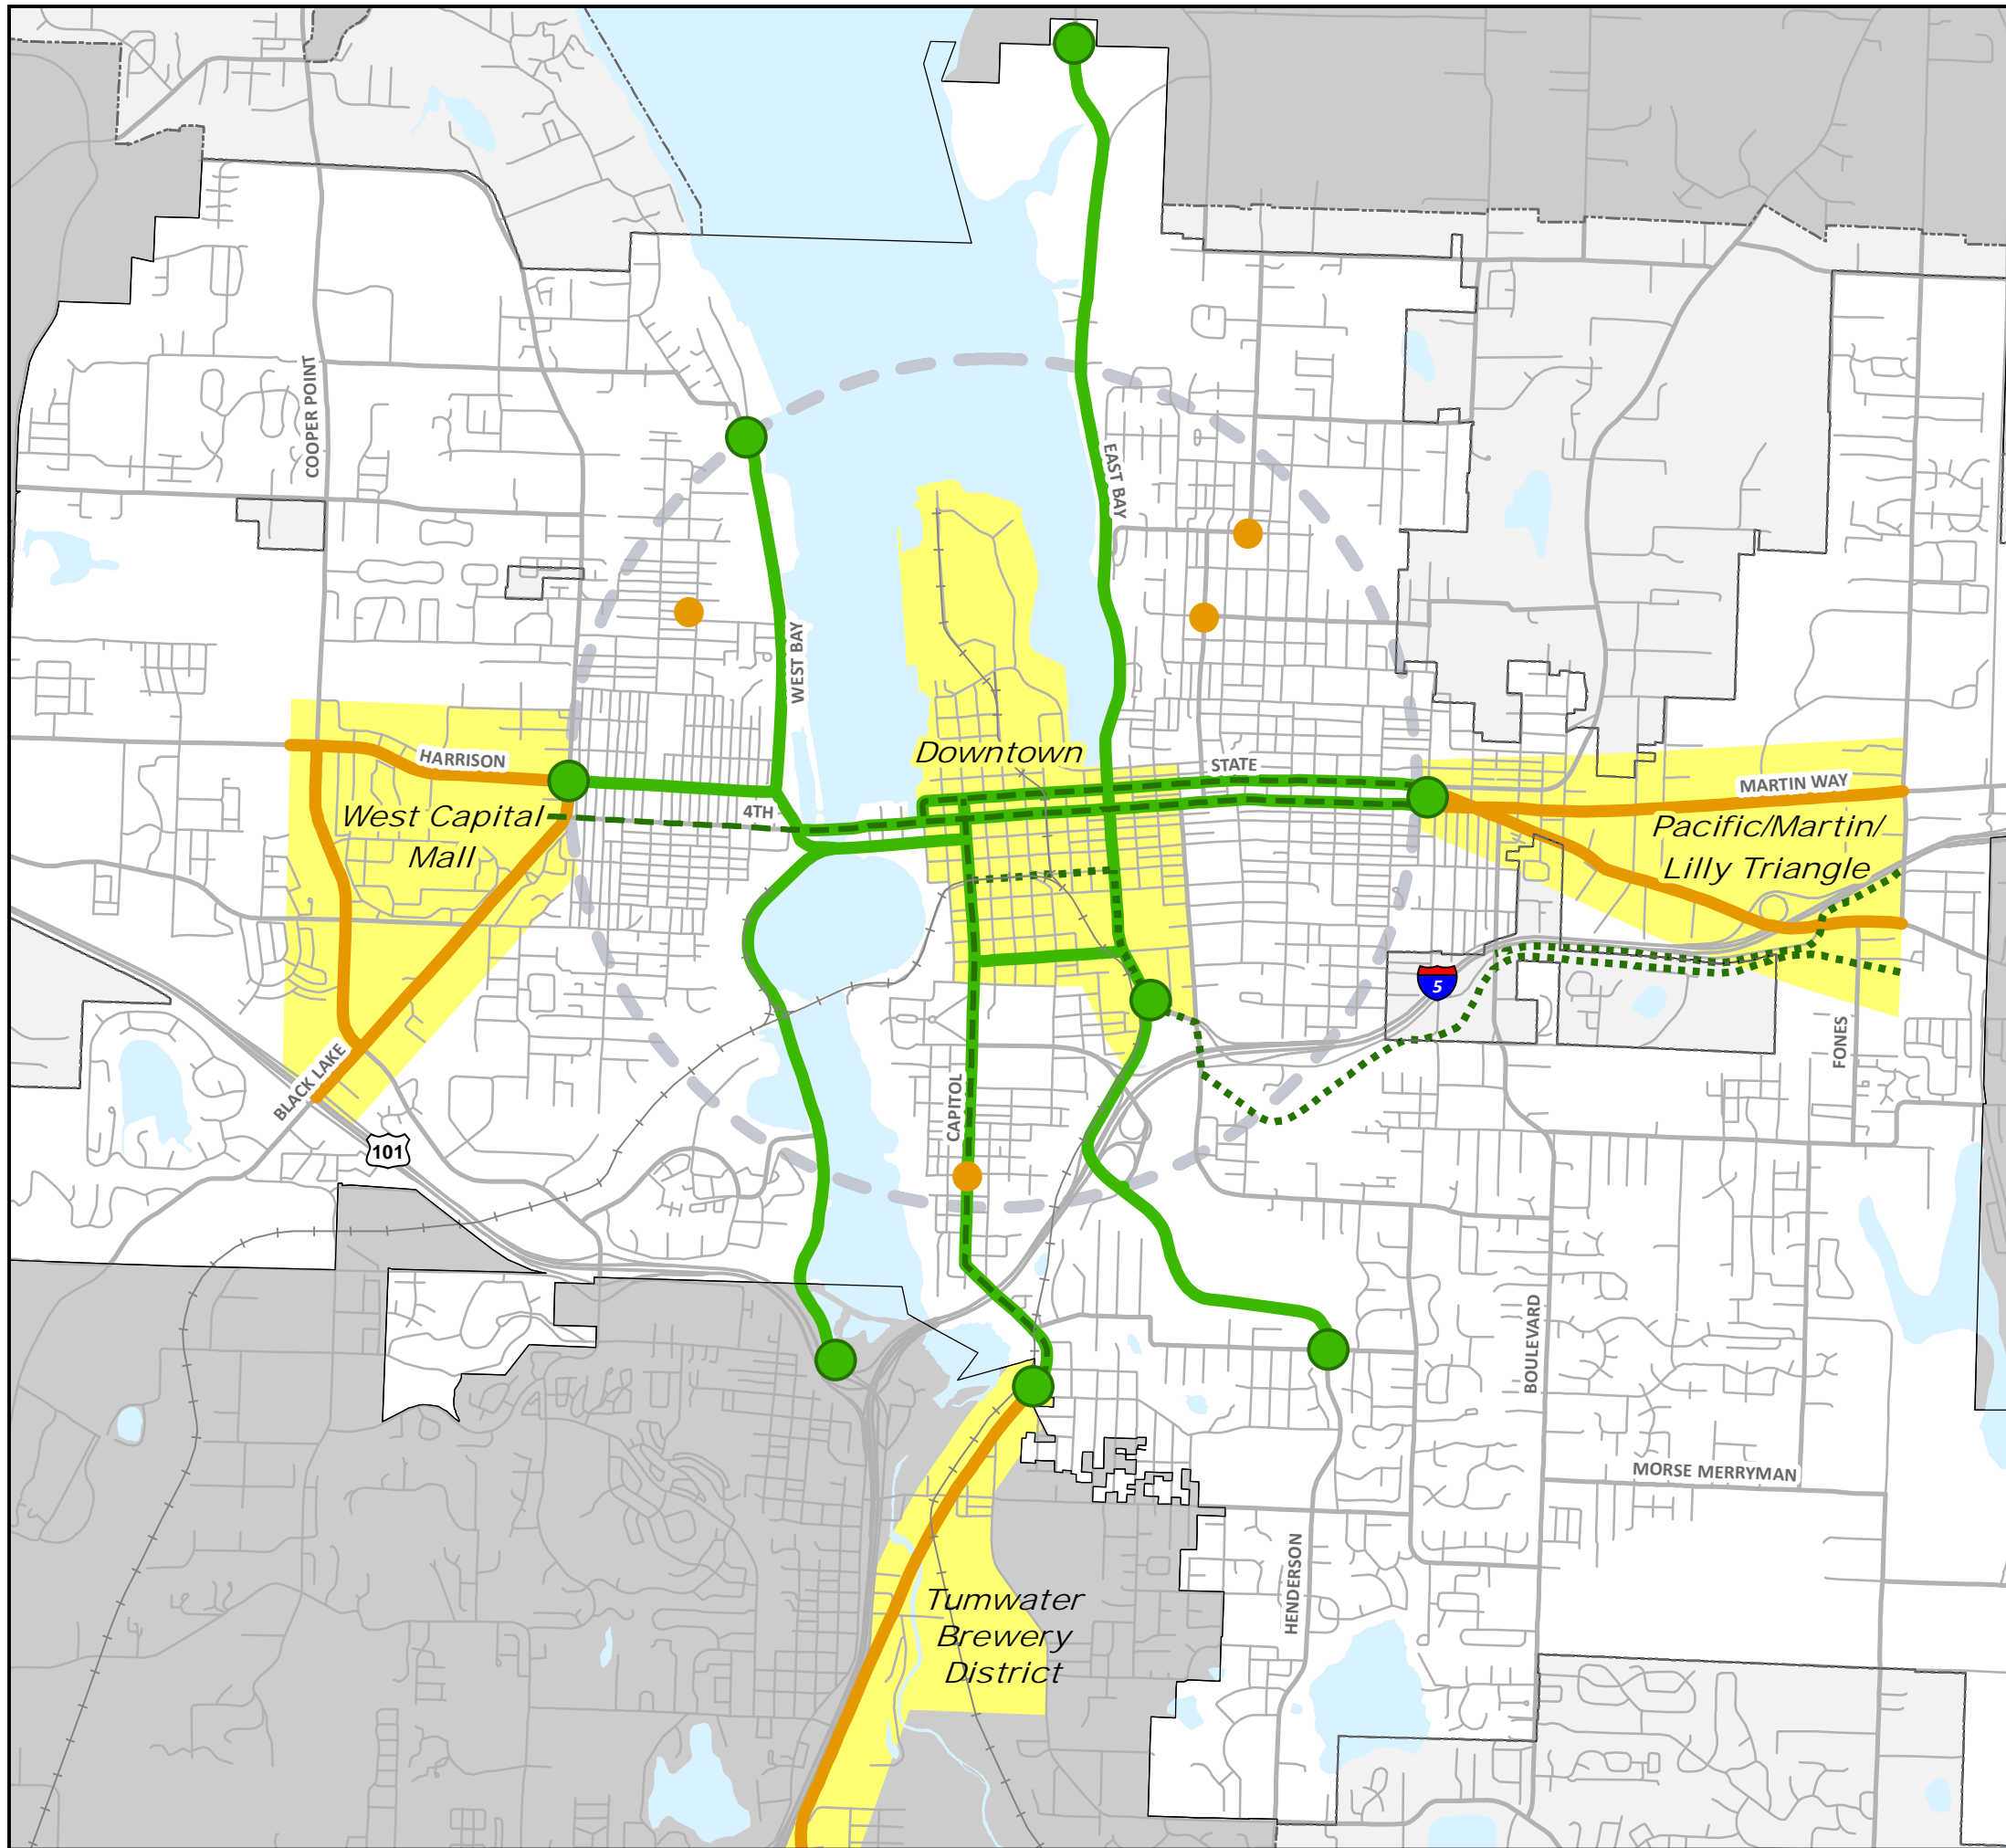 COOPER POINT
EAST BAY
WEST BAY
Downtown
STATE
HARRISON
MARTIN WAY
West Capital
Mall
4TH
Pacific/Martin/
Lilly Triangle
5
FONES
BLACK LAKE
CAPITOL
101
BOULEVARD
MORSE MERRYMAN
HENDERSON
Tumwater
Brewery
District